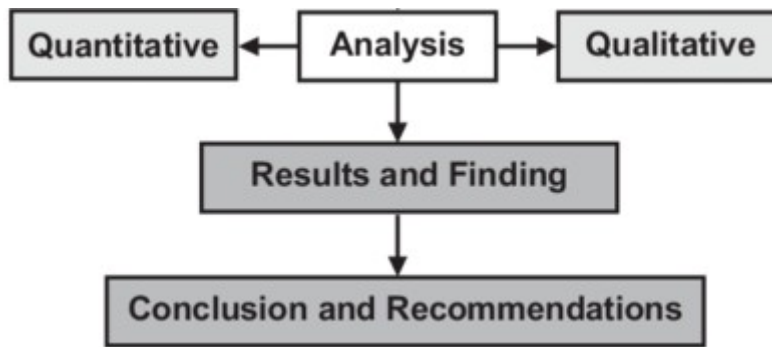 Quantitative
Analysis
Qualitative
Results and Finding
Conclusion and Recommendations